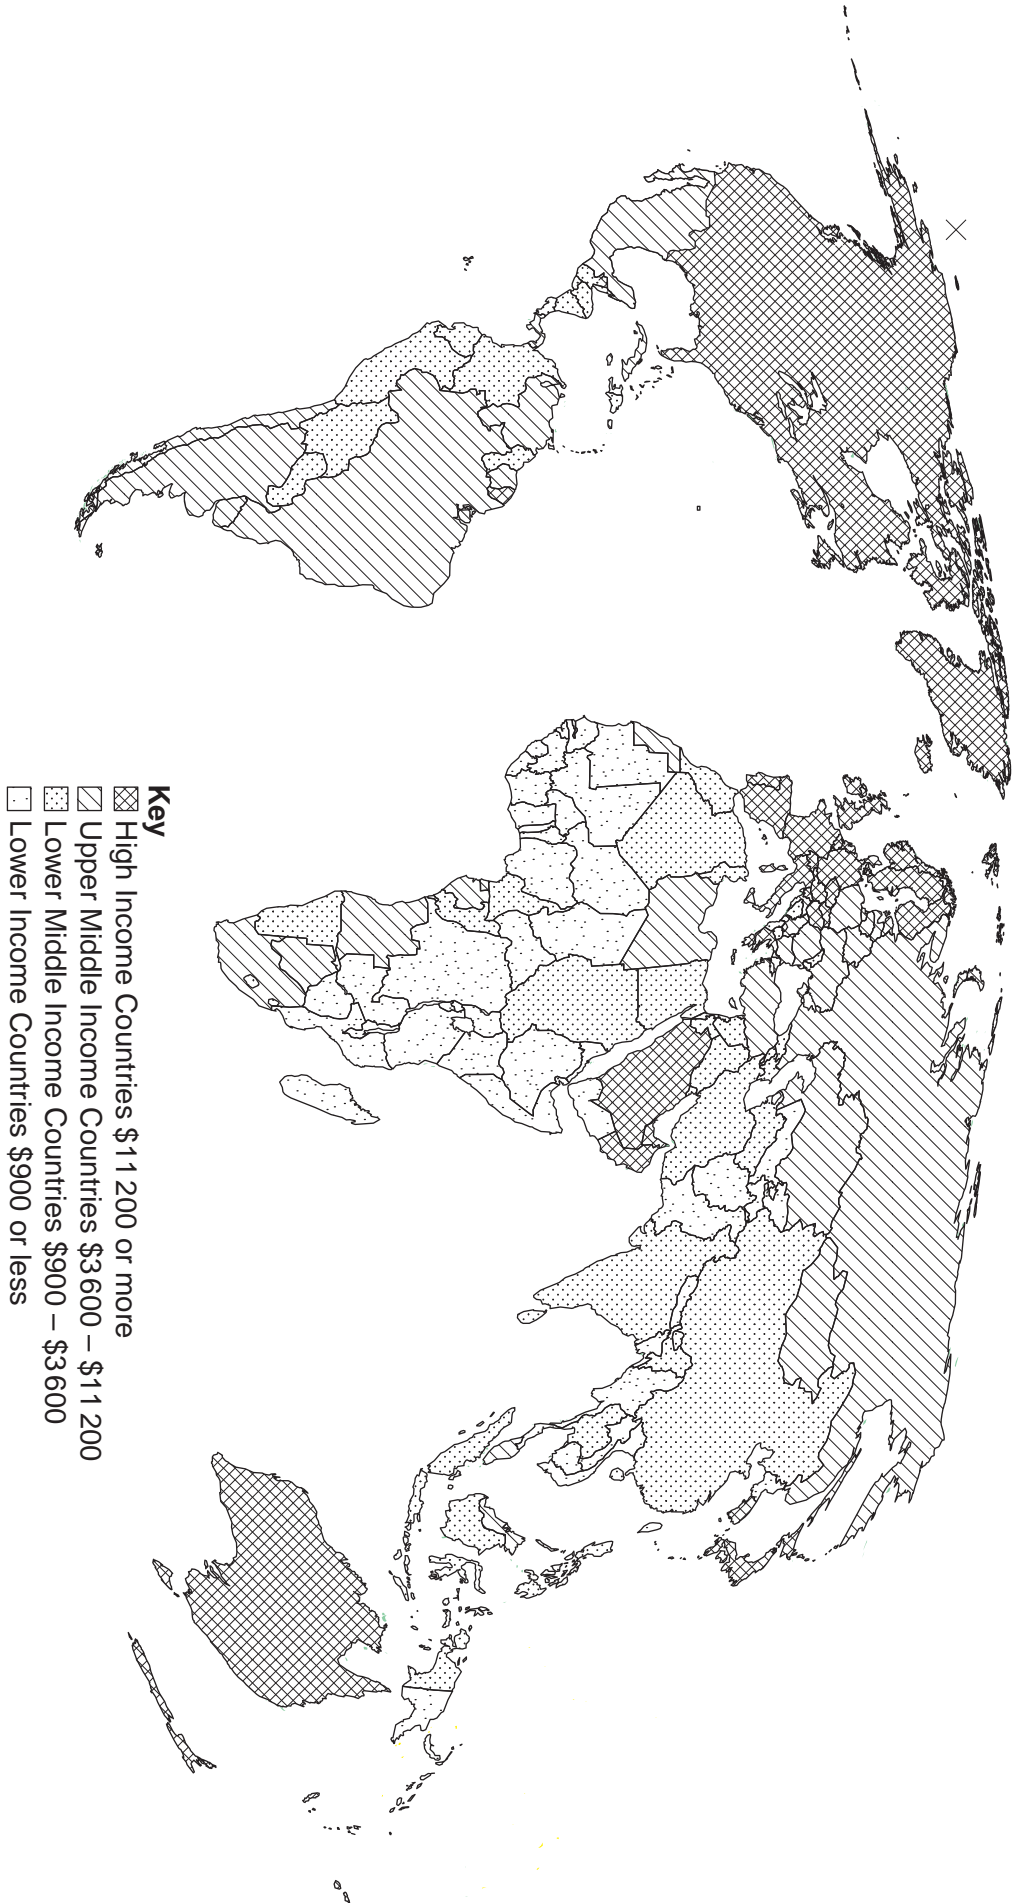 Key
High Income Countries $11 200 or more
Upper Middle Income Countries $3600 – $11 200
Lower Middle Income Countries $900 – $3600
Lower Income Countries $900 or less